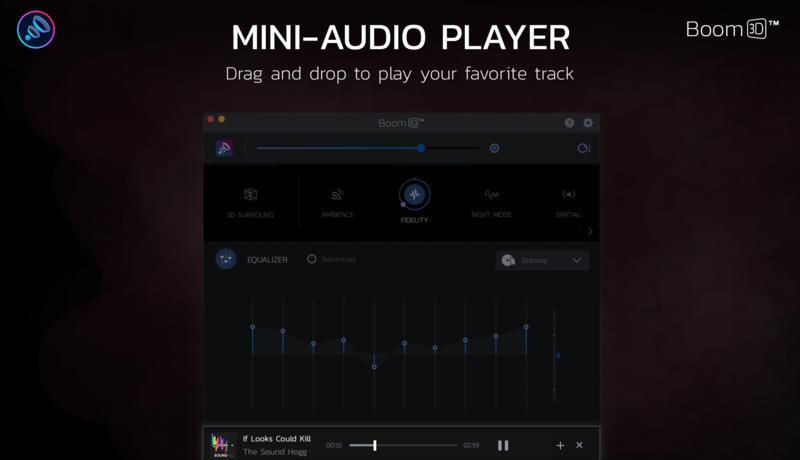 MINI-AUDIO PLAYER
Boom 3D™
Drag and drop to play your favorite track
Boom 3D™
3D SURROUND
AMBIENCE
FIDELITY
NIGHT MODE
SPATIAL
EQUALIZER
Advanced
Dubstep
If Looks Could Kill
The Sound Hogg
00:55
02:59
SOUND